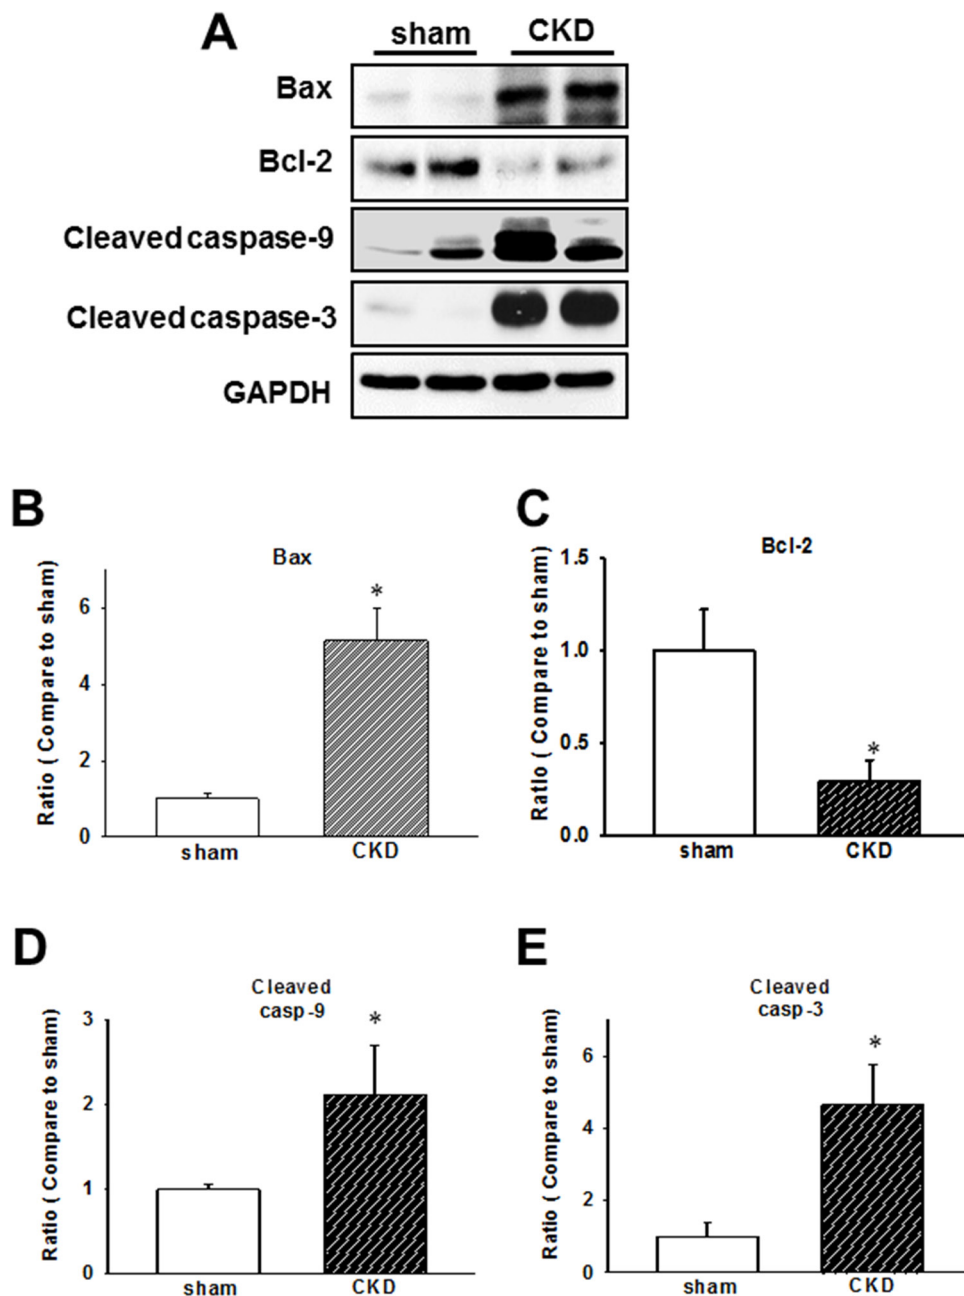 A
sham CKD
Bax
Bcl-2
Cleaved caspase-9
Cleaved caspase-3
GAPDH
B
Bax
Ratio ( Compare to sham)
6
4
2
0
*
sham CKD
C
Bcl-2
Ratio ( Compare to sham)
1.5
1.0
0.5
0.0
*
sham CKD
D
Cleaved
casp-9
Ratio ( Compare to sham)
3
2
1
0
*
sham CKD
E
Cleaved
casp-3
Ratio ( Compare to sham)
6
4
2
0
*
sham CKD